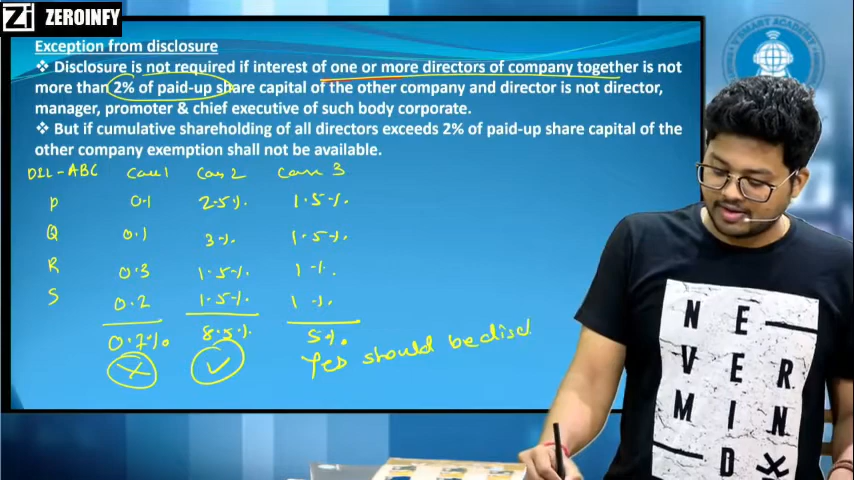 Zi ZEROINFY
V'SMART ACADEMY
Exception from disclosure
❖ Disclosure is not required if interest of one or more directors of company together is not
more than 2% of paid-up share capital of the other company and director is not director,
manager, promoter & chief executive of such body corporate.
❖ But if cumulative shareholding of all directors exceeds 2% of paid-up share capital of the
other company exemption shall not be available.
DIL-ABC Case 1 Cas 2 Case 3
P 0.1 2.5% 1.5%
Q 0.1 3% 1.5%
R 0.3 1.5% 1%
S 0.2 1.5% 1%
0.7% 8.5% 5%
Yes should be discl
N E -
V E R
M I N
- D